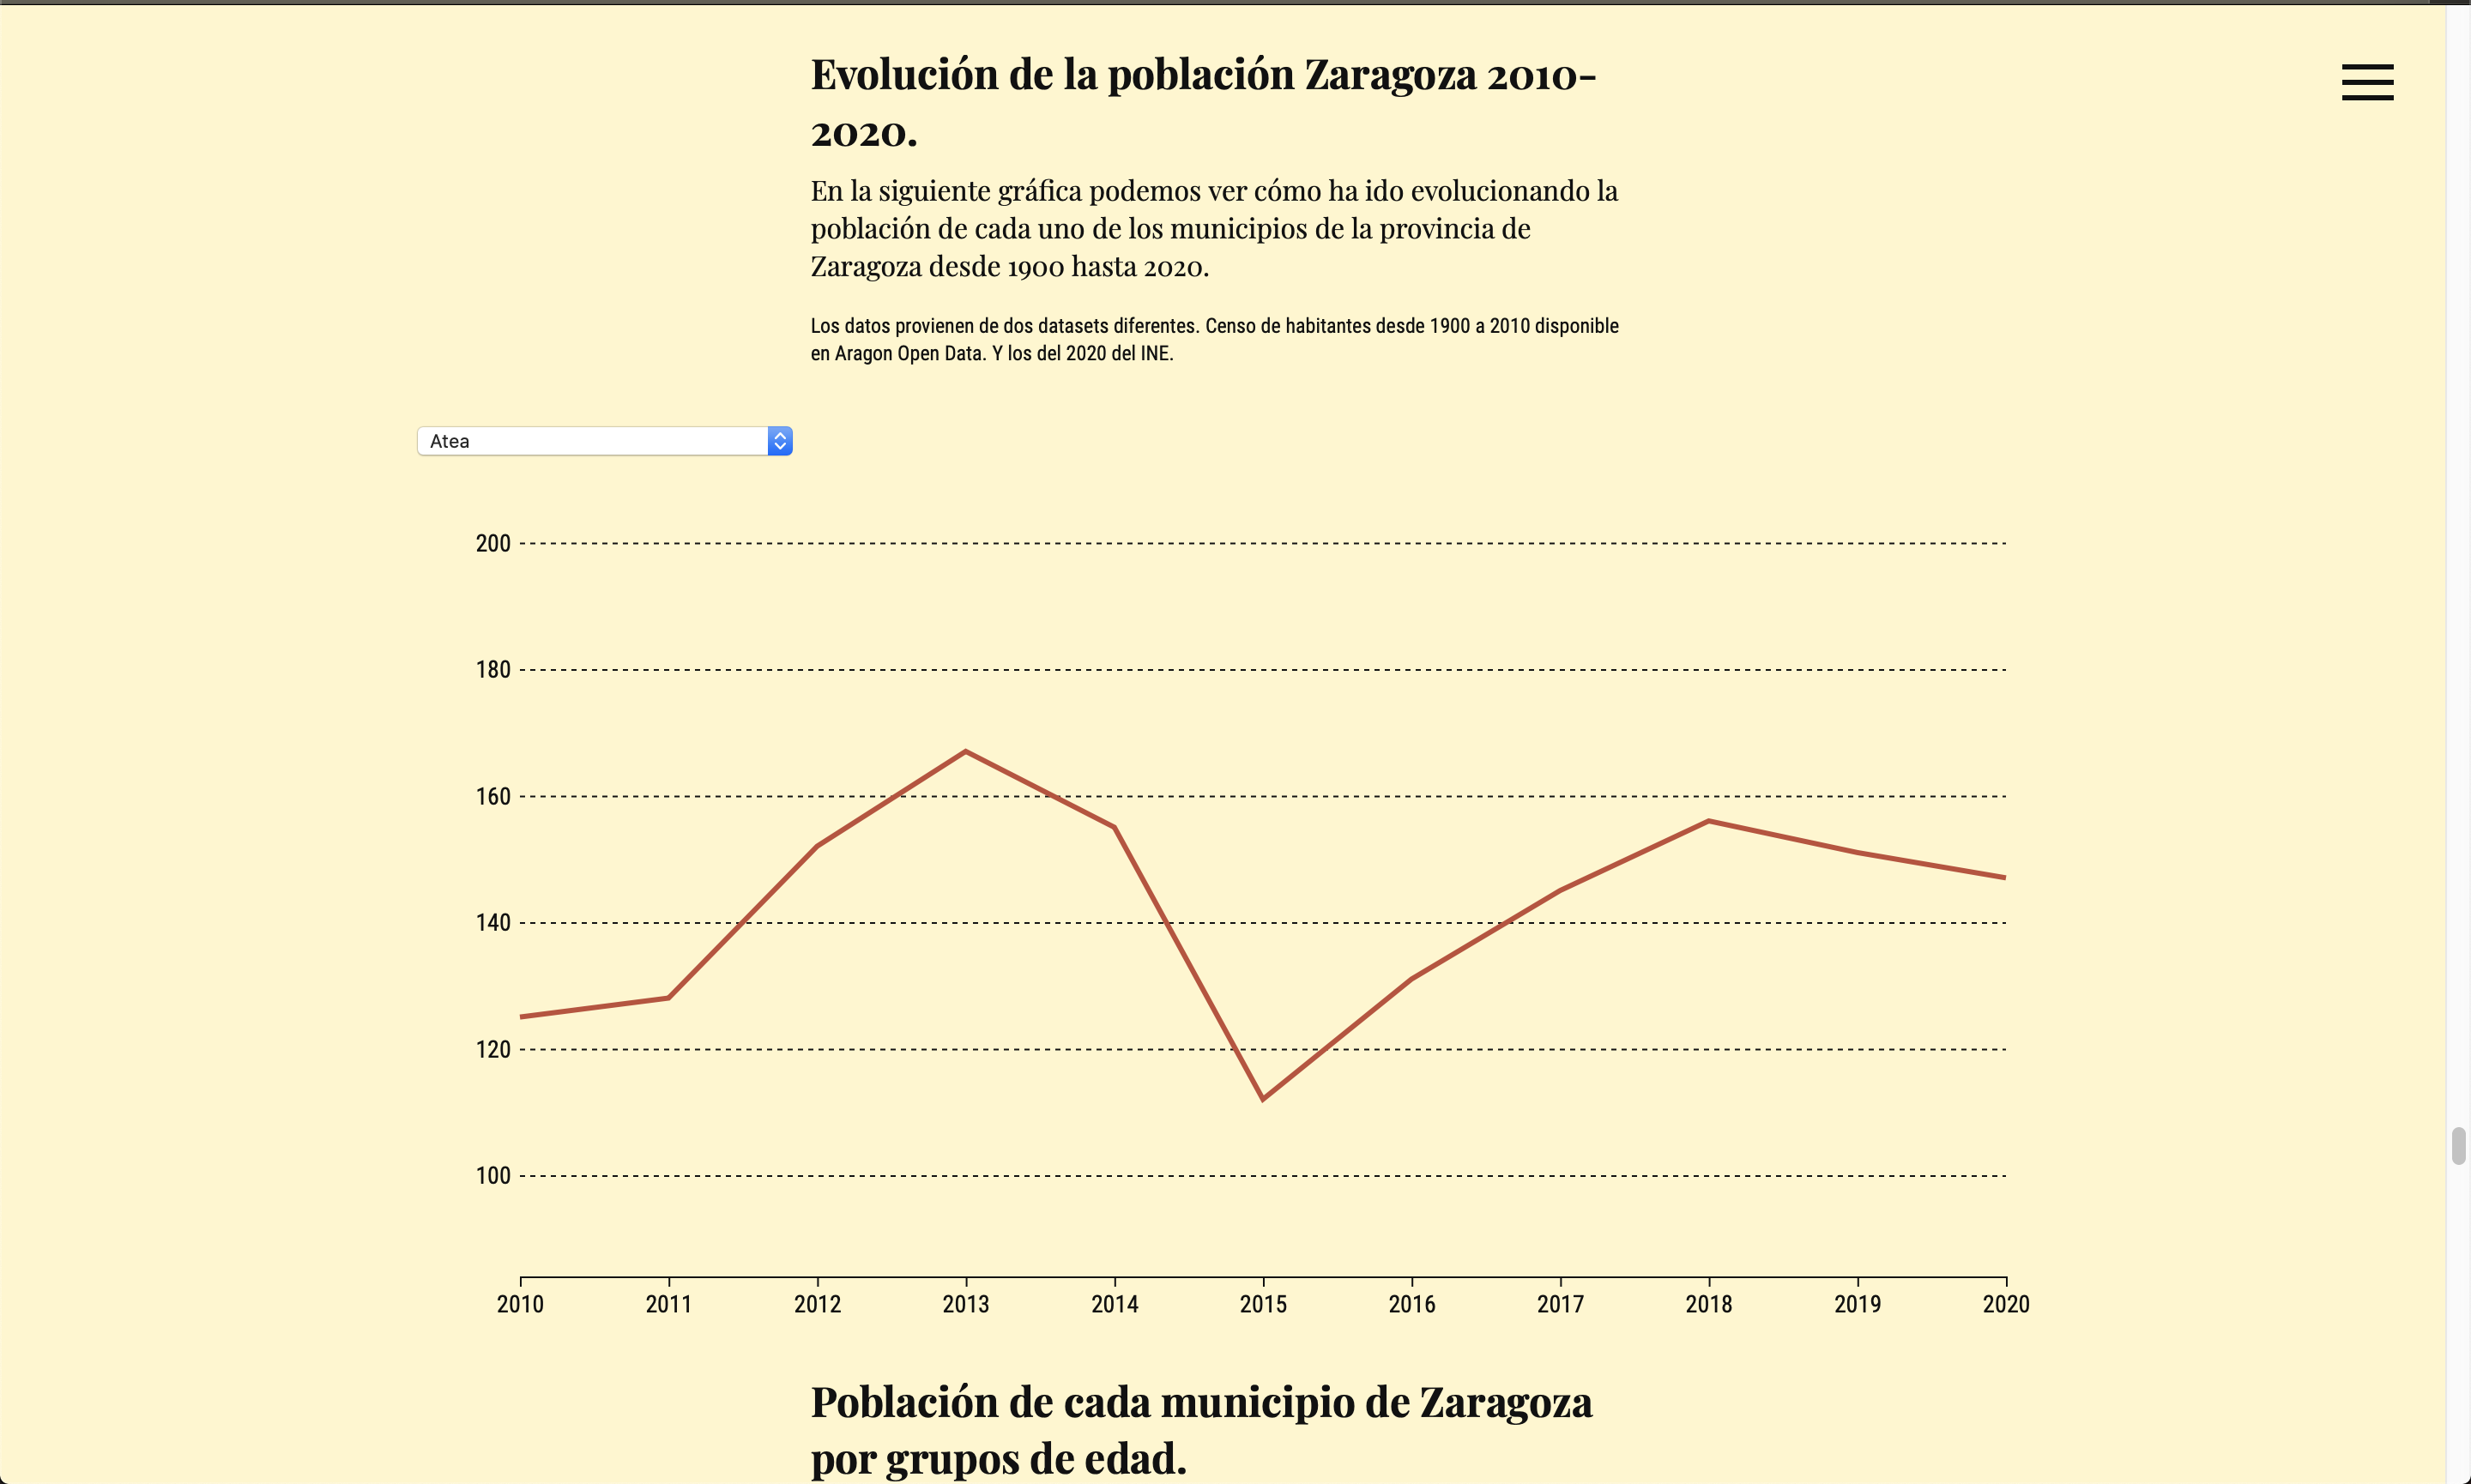 Evolución de la población Zaragoza 2010-
2020.
En la siguiente gráfica podemos ver cómo ha ido evolucionando la
población de cada uno de los municipios de la provincia de
Zaragoza desde 1900 hasta 2020.
Los datos provienen de dos datasets diferentes. Censo de habitantes desde 1900 a 2010 disponible
en Aragon Open Data. Y los del 2020 del INE.
Atea
200
180
160
140
120
100
2010 2011 2012 2013 2014 2015 2016 2017 2018 2019 2020
Población de cada municipio de Zaragoza
por grupos de edad.